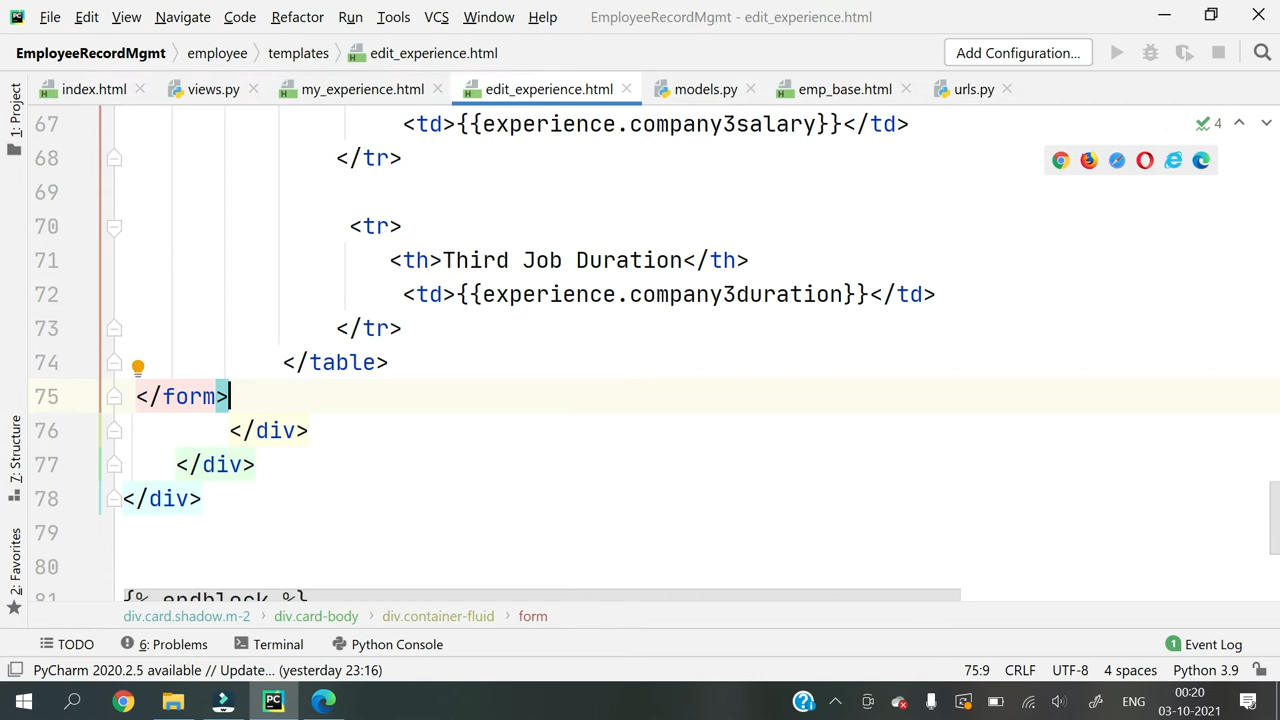 File Edit View Navigate Code Refactor Run Tools VCS Window Help EmployeeRecordMgmt - edit_experience.html
EmployeeRecordMgmt employee templates edit_experience.html Add Configuration...
index.html views.py my_experience.html edit_experience.html models.py emp_base.html urls.py
1: Project
7: Structure
2: Favorites
67 <td>{{experience.company3salary}}</td> 4
68 </tr>
69
70 <tr>
71 <th>Third Job Duration</th>
72 <td>{{experience.company3duration}}</td>
73 </tr>
74 </table>
75 </form>
76 </div>
77 </div>
78 </div>
79
80
81 {% endblock %}
div.card.shadow.m-2 div.card-body div.container-fluid form
TODO 6: Problems Terminal Python Console 1 Event Log
PyCharm 2020.2.5 available // Update... (yesterday 23:16) 75:9 CRLF UTF-8 4 spaces Python 3.9
PC ENG 00:20
03-10-2021